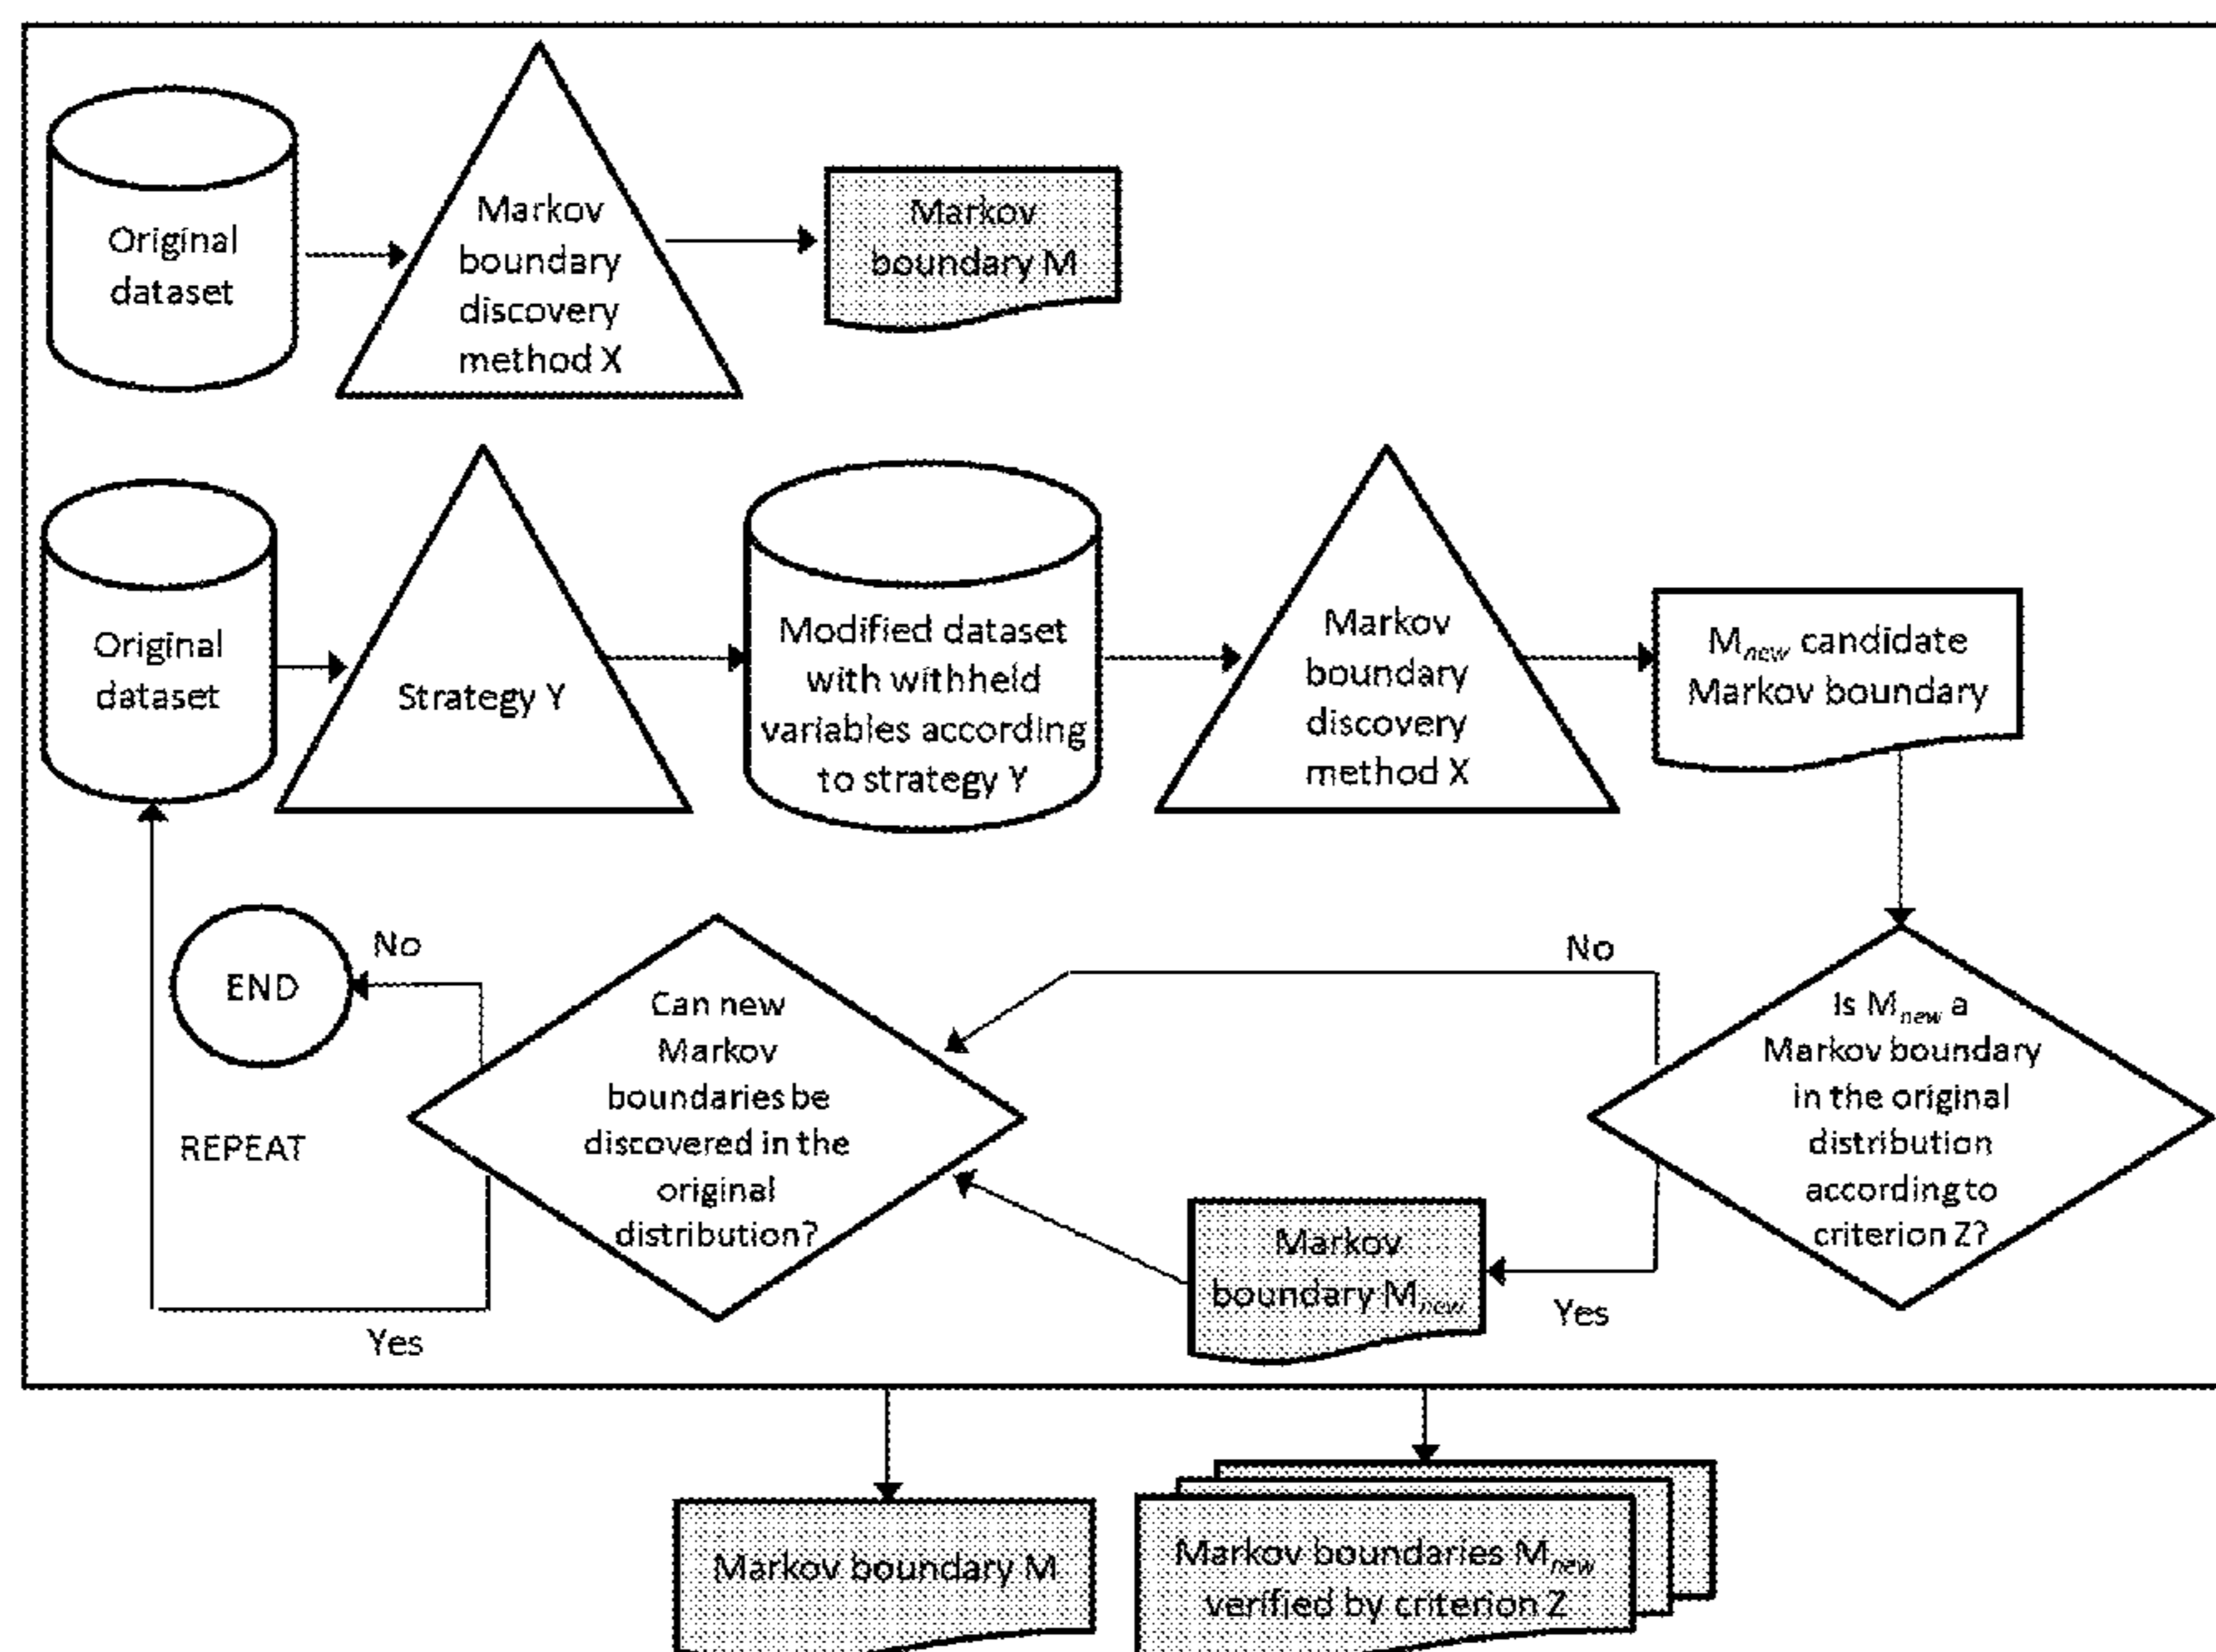 Original
dataset
Markov
boundary
discovery
method X
Markov
boundary M
Original
dataset
Strategy Y
Modified dataset
with withheld
variables according
to strategy Y
Markov
boundary
discovery
method X
Mnew candidate
Markov boundary
END
No
Can new
Markov
boundaries be
discovered in the
original
distribution?
No
Is Mnew a
Markov boundary
in the original
distribution
according to
criterion Z?
REPEAT
Yes
Markov
boundary Mnew
Yes
Markov boundary M
Markov boundaries Mnew
verified by criterion Z